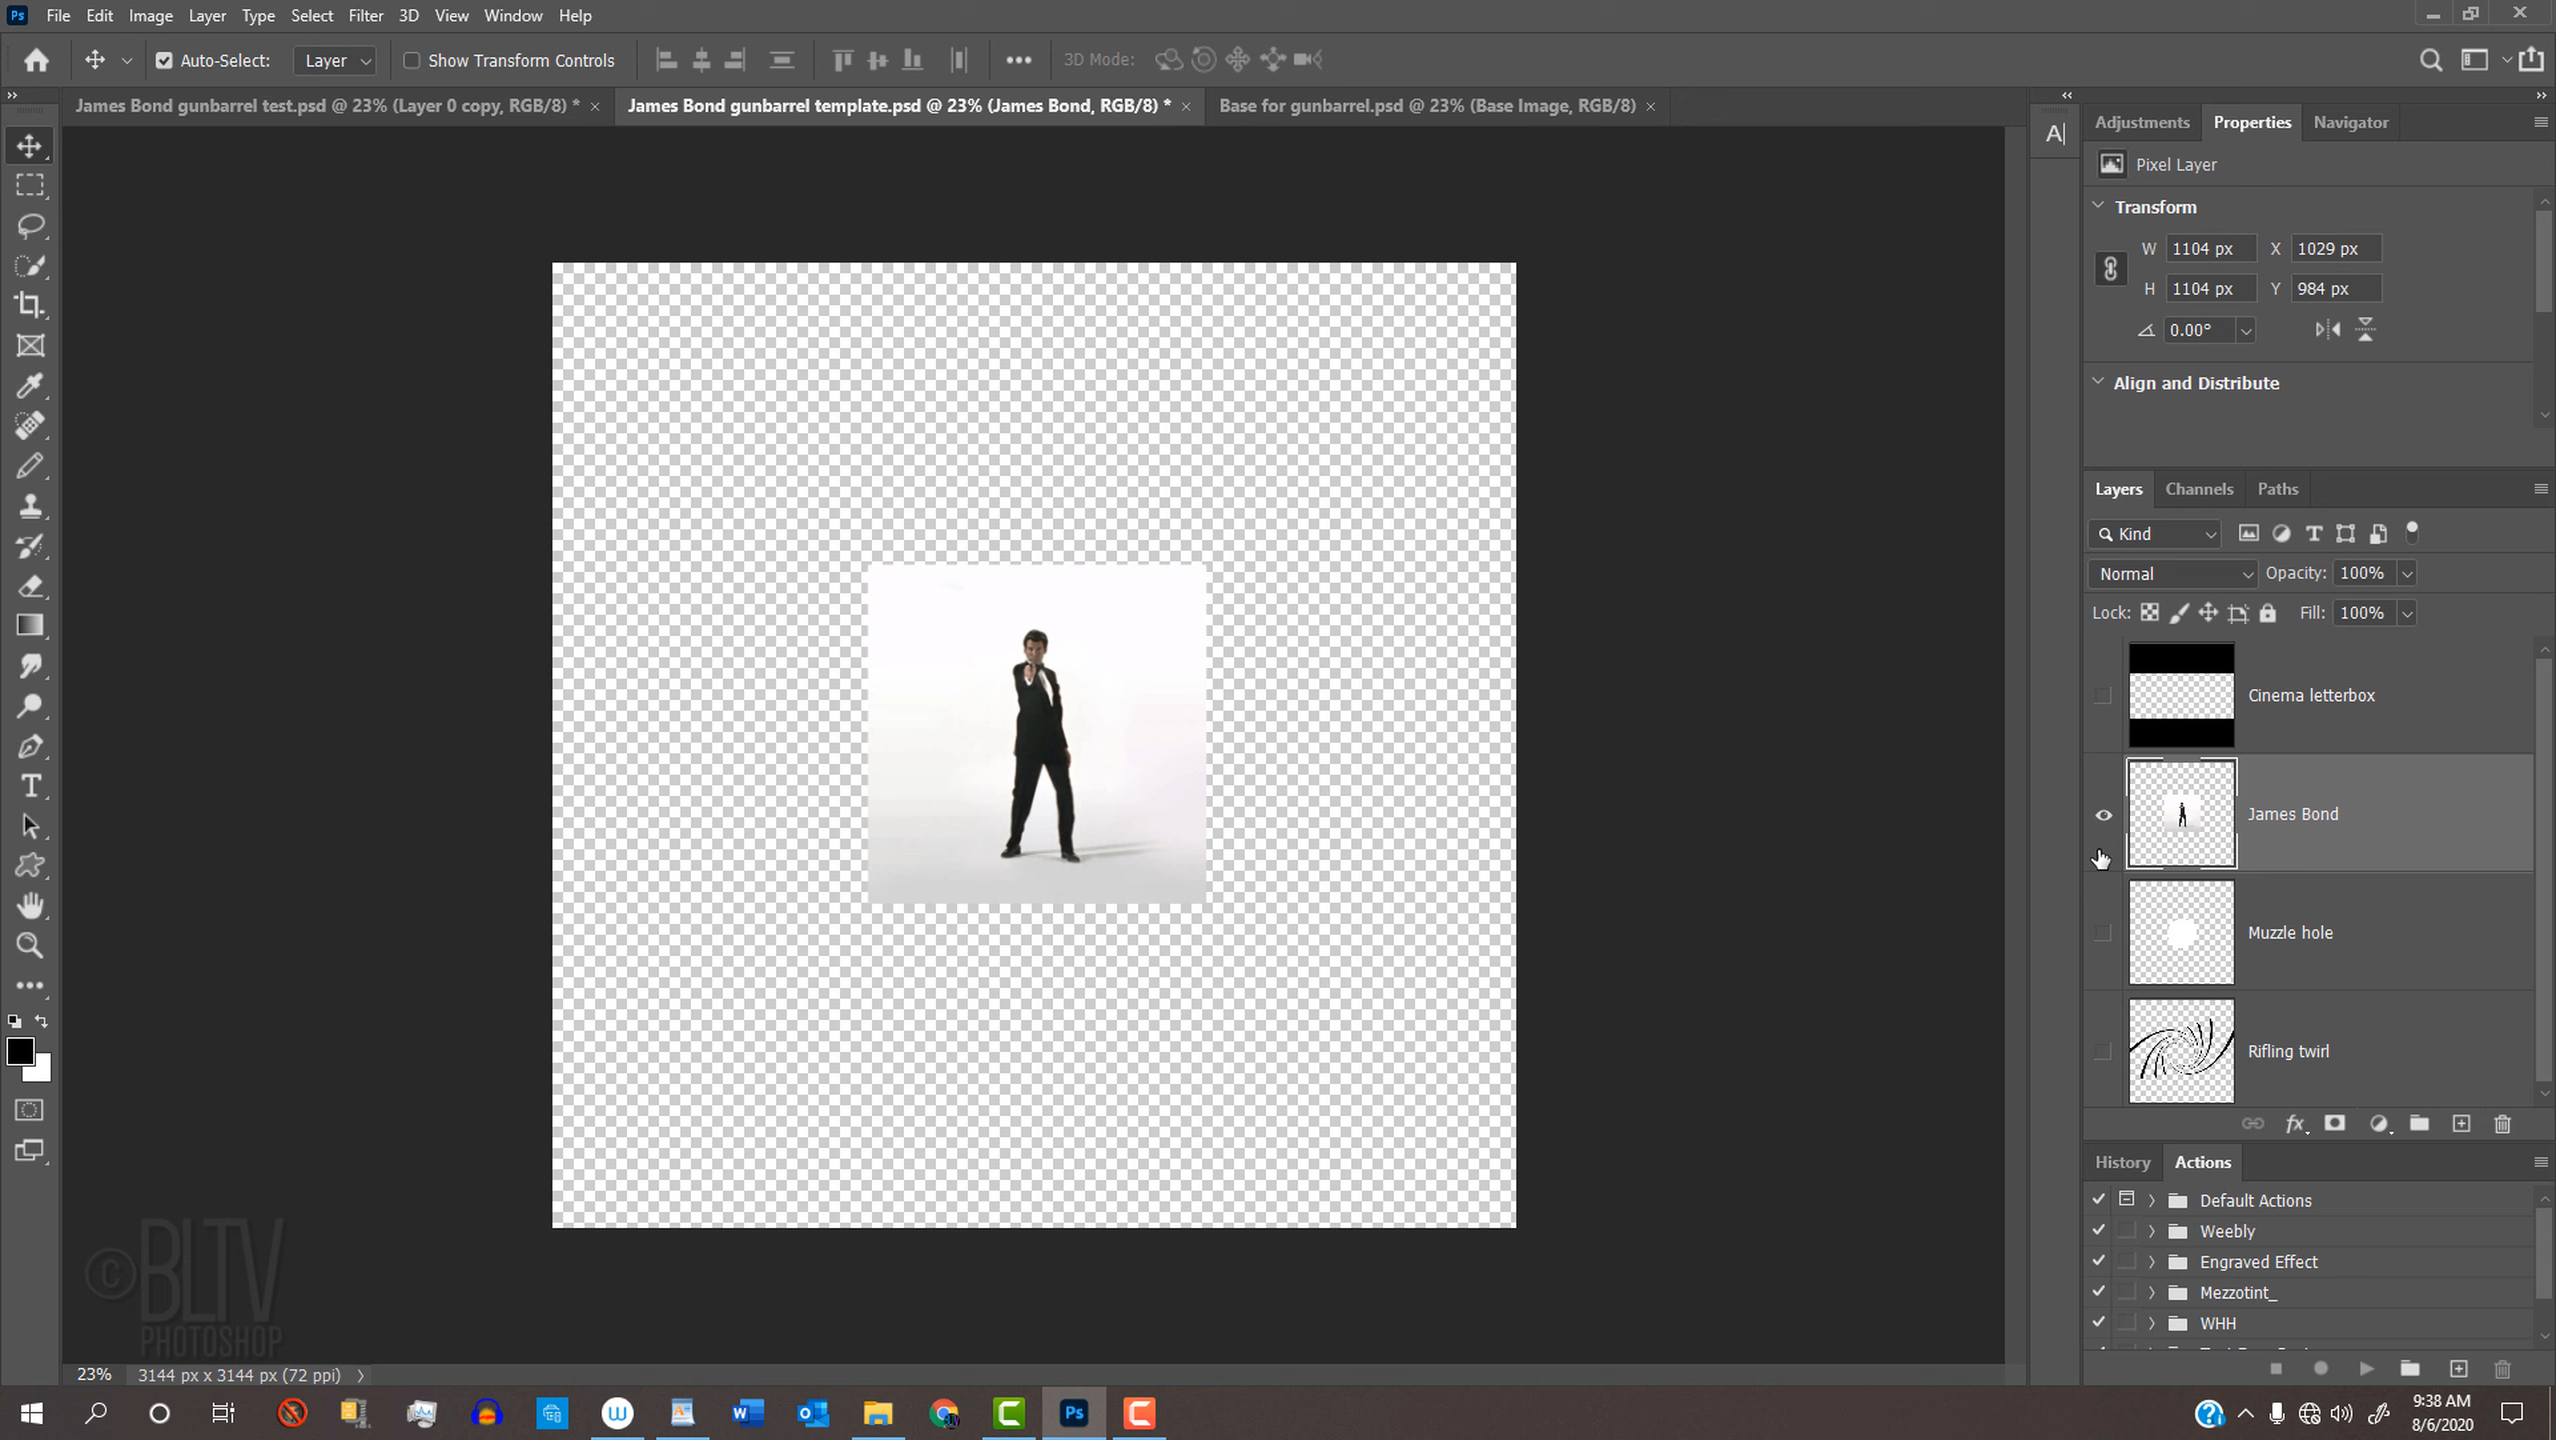 Ps File Edit Image Layer Type Select Filter 3D View Window Help
Auto-Select: Layer Show Transform Controls 3D Mode:
James Bond gunbarrel test.psd @ 23% (Layer 0 copy, RGB/8) * James Bond gunbarrel template.psd @ 23% (James Bond, RGB/8) * Base for gunbarrel.psd @ 23% (Base Image, RGB/8)
Adjustments Properties Navigator
Pixel Layer
Transform
W 1104 px X 1029 px
H 1104 px Y 984 px
0.00°
Align and Distribute
Layers Channels Paths
Kind
Normal Opacity: 100%
Lock: Fill: 100%
Cinema letterbox
James Bond
Muzzle hole
Rifling twirl
fx
History Actions
Default Actions
Weebly
Engraved Effect
Mezzotint_
WHH
©BLTV
PHOTOSHOP
23% 3144 px x 3144 px (72 ppi)
9:38 AM
8/6/2020